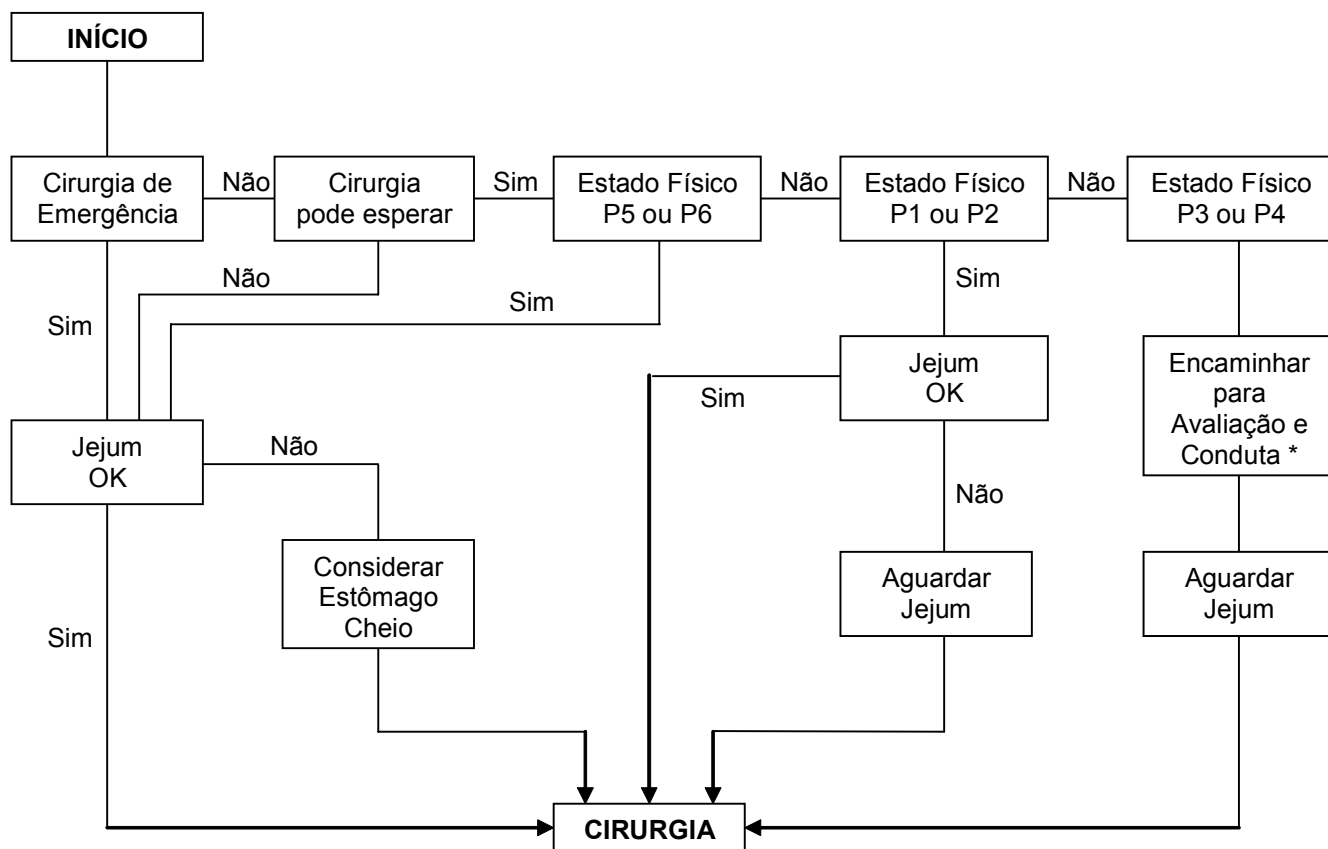 INÍCIO
Cirurgia de
Emergência
Não
Cirurgia
pode esperar
Sim
Estado Físico
P5 ou P6
Não
Estado Físico
P1 ou P2
Não
Estado Físico
P3 ou P4
Sim
Não
Sim
Sim
Jejum
OK
Não
Considerar
Estômago
Cheio
Sim
Jejum
OK
Sim
Não
Aguardar
Jejum
Encaminhar
para
Avaliação e
Conduta *
Aguardar
Jejum
CIRURGIA